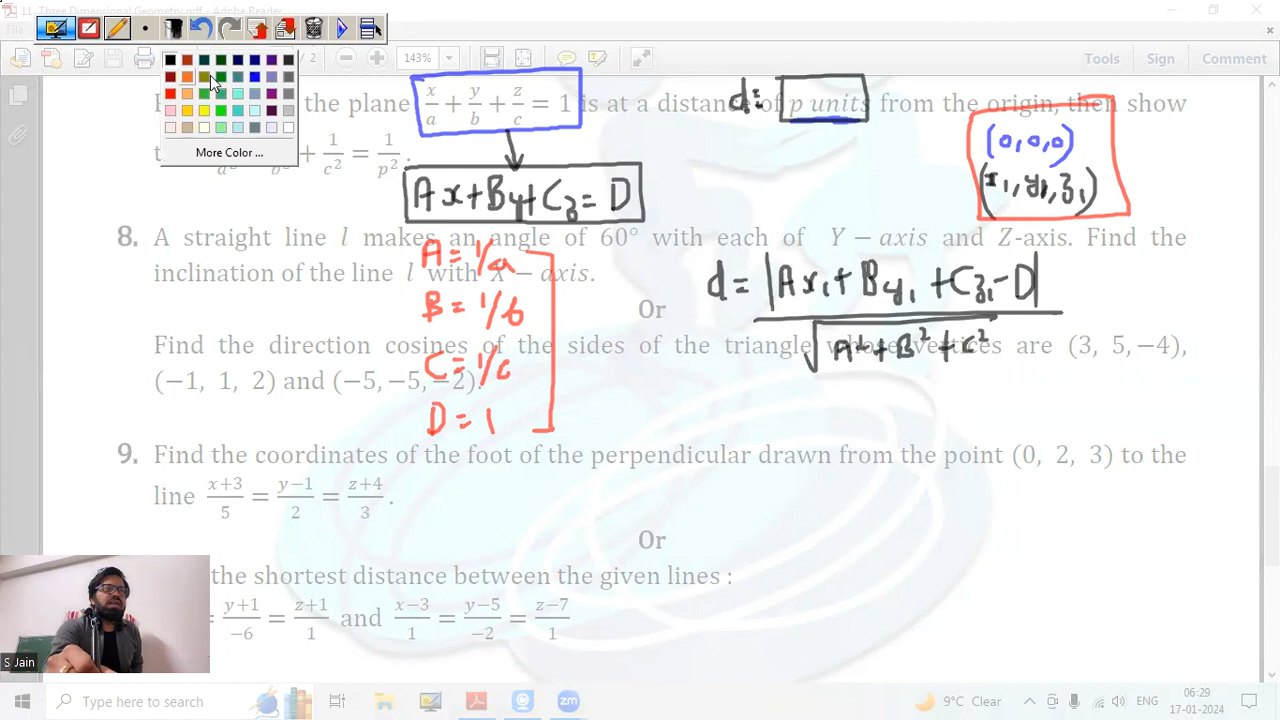 11. Three Dimensional Geometry.pdf - Adobe Reader
143%
/ 2
Tools
Sign
Comment
the plane x/a + y/b + z/c = 1 is at a distance of p units from the origin, then show
+ 1/c² = 1/p² .
More Color ...
d =
(0,0,0)
(x₁,y₁,z₁)
Ax+By+Cz= D
8. A straight line l makes an angle of 60° with each of Y − axis and Z-axis. Find the
inclination of the line l with X − axis.
A= 1/a
B= 1/b
C= 1/c
D= 1
d= |Ax₁+By₁+Cz₁-D|
√A²+B²+C²
Or
Find the direction cosines of the sides of the triangle whose vertices are (3, 5,−4),
(−1, 1, 2) and (−5,−5,−2).
9. Find the coordinates of the foot of the perpendicular drawn from the point (0, 2, 3) to the
line x+3/5 = y−1/2 = z+4/3 .
Or
the shortest distance between the given lines :
= y+1/−6 = z+1/1 and x−3/1 = y−5/−2 = z−7/1
S Jain
Type here to search
9°C Clear
ENG
06:29
17-01-2024